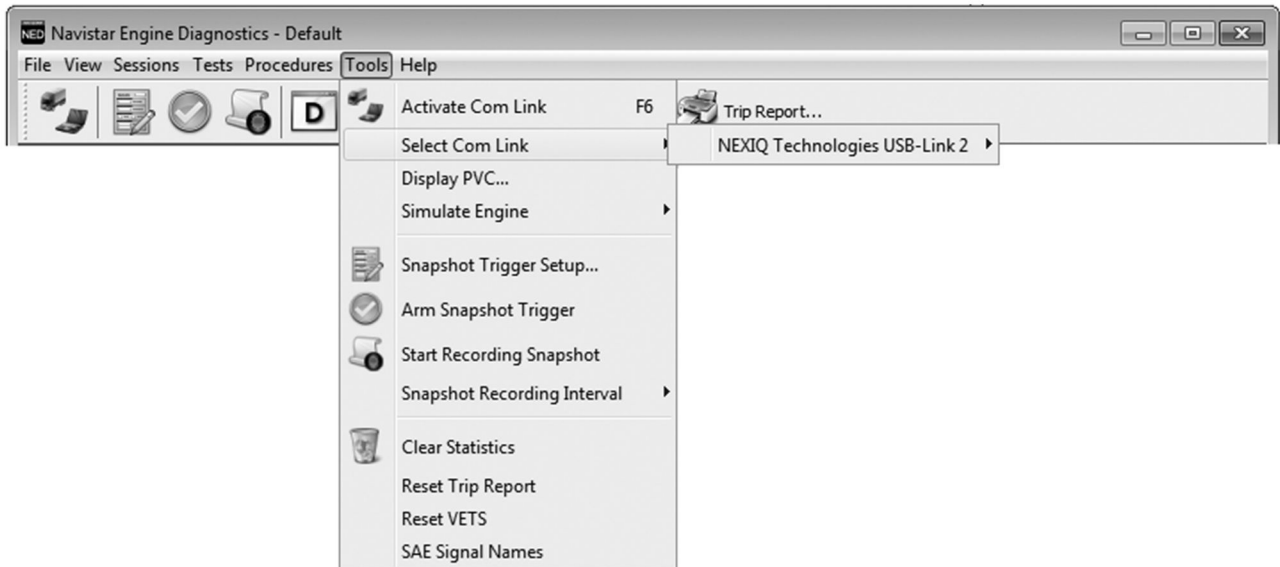 NED Navistar Engine Diagnostics - Default
File View Sessions Tests Procedures Tools Help
D
Activate Com Link F6
Trip Report...
Select Com Link
NEXIQ Technologies USB-Link 2
Display PVC...
Simulate Engine
Snapshot Trigger Setup...
Arm Snapshot Trigger
Start Recording Snapshot
Snapshot Recording Interval
Clear Statistics
Reset Trip Report
Reset VETS
SAE Signal Names